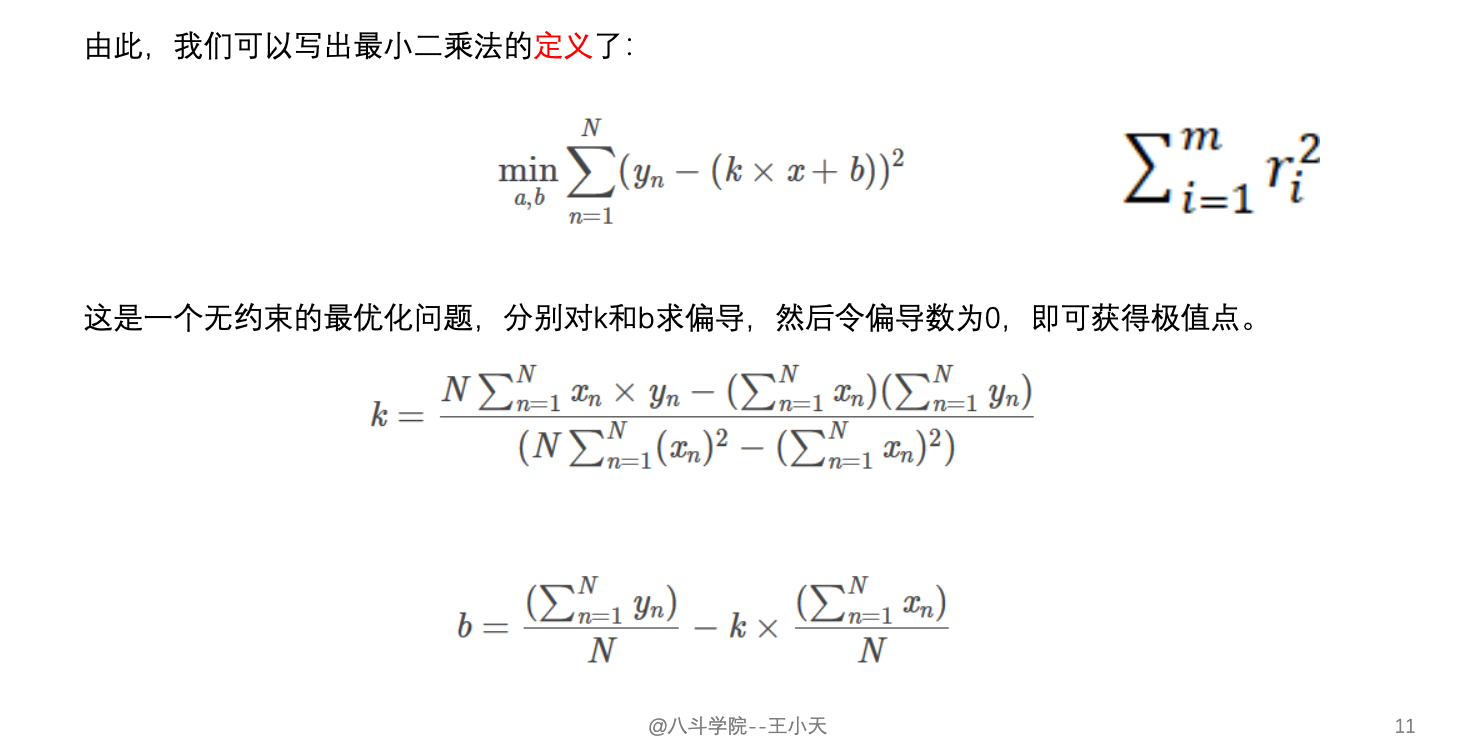 由此，我们可以写出最小二乘法的定义了：
\min_{a,b} \sum_{n=1}^{N} (y_n - (k \times x + b))^2
\sum_{i=1}^{m} r_i^2
这是一个无约束的最优化问题，分别对k和b求偏导，然后令偏导数为0，即可获得极值点。
k = \frac{N \sum_{n=1}^{N} x_n \times y_n - (\sum_{n=1}^{N} x_n)(\sum_{n=1}^{N} y_n)}{(N \sum_{n=1}^{N} (x_n)^2 - (\sum_{n=1}^{N} x_n)^2)}
b = \frac{(\sum_{n=1}^{N} y_n)}{N} - k \times \frac{(\sum_{n=1}^{N} x_n)}{N}
@八斗学院--王小天
11